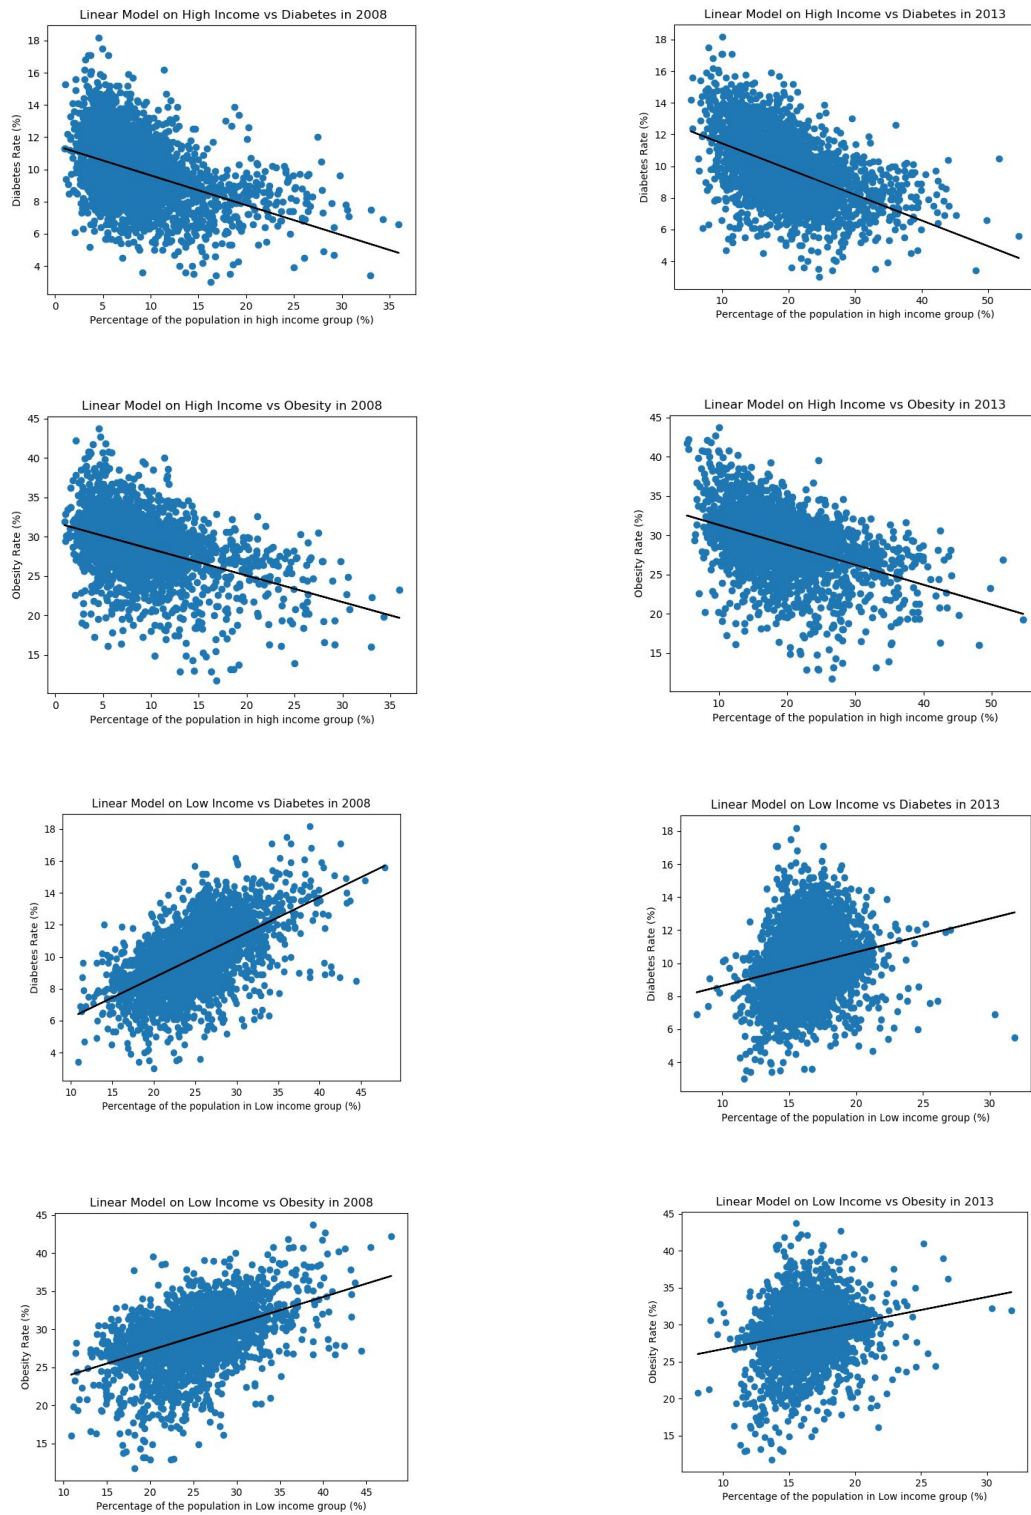 Linear Model on High Income vs Diabetes in 2008
18
16
14
12
10
8
6
4
Diabetes Rate (%)
0 5 10 15 20 25 30 35
Percentage of the population in high income group (%)
Linear Model on High Income vs Diabetes in 2013
18
16
14
12
10
8
6
4
Diabetes Rate (%)
10 20 30 40 50
Percentage of the population in high income group (%)
Linear Model on High Income vs Obesity in 2008
45
40
35
30
25
20
15
Obesity Rate (%)
0 5 10 15 20 25 30 35
Percentage of the population in high income group (%)
Linear Model on High Income vs Obesity in 2013
45
40
35
30
25
20
15
Obesity Rate (%)
10 20 30 40 50
Percentage of the population in high income group (%)
Linear Model on Low Income vs Diabetes in 2008
18
16
14
12
10
8
6
4
Diabetes Rate (%)
10 15 20 25 30 35 40 45
Percentage of the population in Low income group (%)
Linear Model on Low Income vs Diabetes in 2013
18
16
14
12
10
8
6
4
Diabetes Rate (%)
10 15 20 25 30
Percentage of the population in Low income group (%)
Linear Model on Low Income vs Obesity in 2008
45
40
35
30
25
20
15
Obesity Rate (%)
10 15 20 25 30 35 40 45
Percentage of the population in Low income group (%)
Linear Model on Low Income vs Obesity in 2013
45
40
35
30
25
20
15
Obesity Rate (%)
10 15 20 25 30
Percentage of the population in Low income group (%)